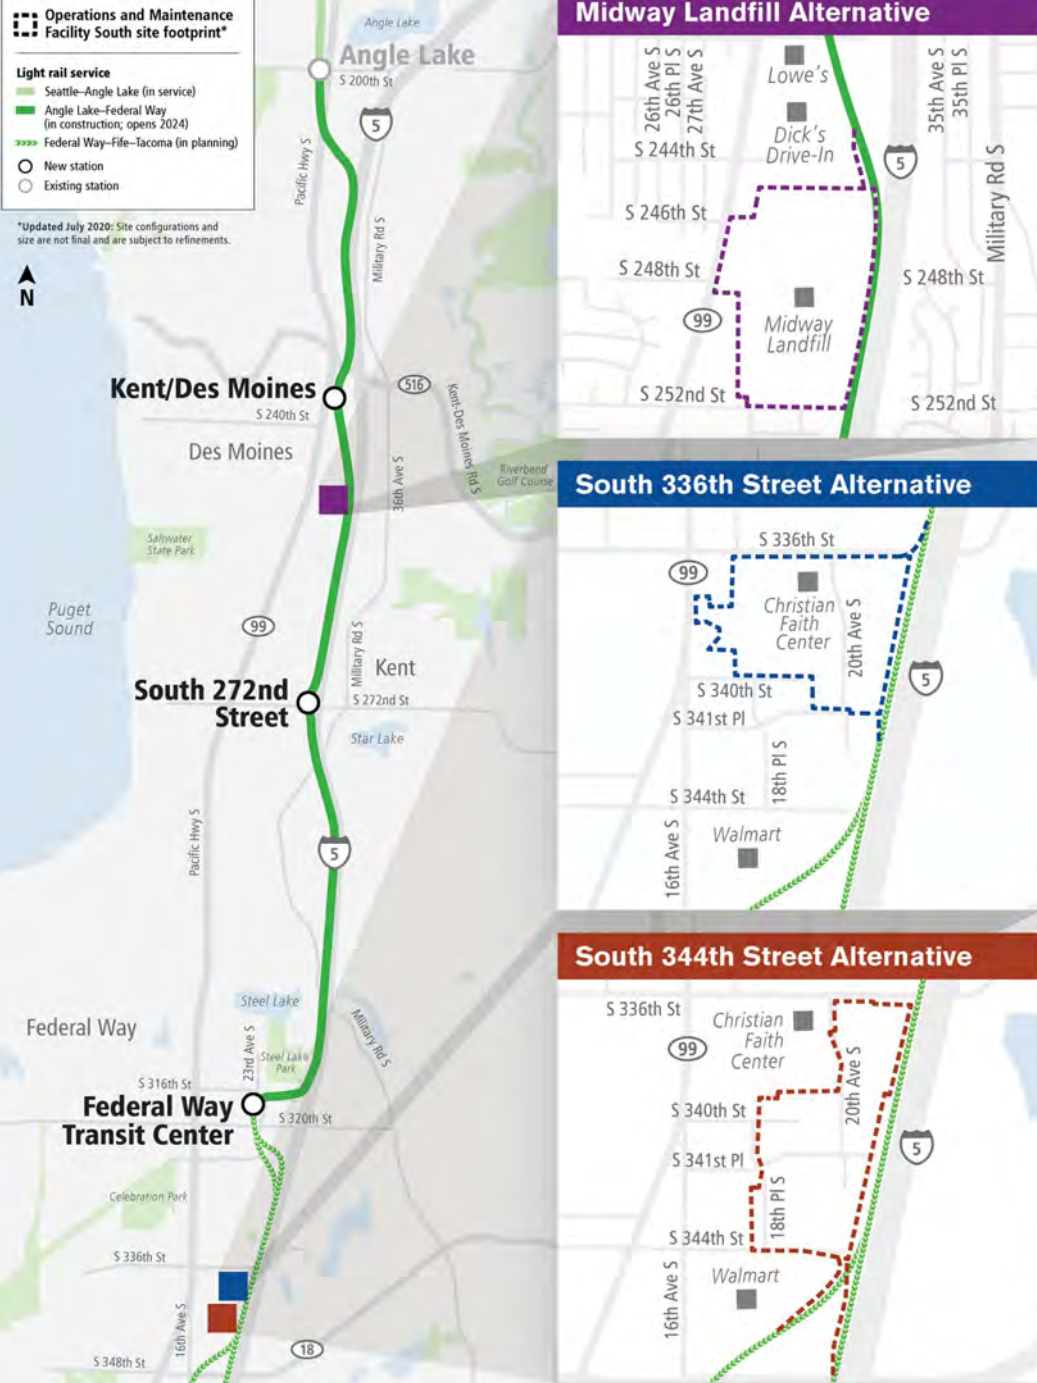 Operations and Maintenance
Facility South site footprint*
Light rail service
Seattle–Angle Lake (in service)
Angle Lake–Federal Way
(in construction; opens 2024)
Federal Way–Fife–Tacoma (in planning)
New station
Existing station
*Updated July 2020: Site configurations and
size are not final and are subject to refinements.
N
Angle Lake
Angle Lake
S 200th St
5
Pacific Hwy S
Military Rd S
Kent/Des Moines
516
S 240th St
Des Moines
Kent-Des Moines Rd S
36th Ave S
Riverbend
Golf Course
Saltwater
State Park
Puget
Sound
99
Military Rd S
Kent
South 272nd
Street
S 272nd St
Star Lake
Pacific Hwy S
5
Steel Lake
Federal Way
23rd Ave S
Steel Lake
Park
Military Rd S
S 316th St
Federal Way
Transit Center
S 320th St
Celebration Park
S 336th St
16th Ave S
18
S 348th St
Midway Landfill Alternative
26th Ave S
26th Pl S
27th Ave S
Lowe's
35th Ave S
35th Pl S
Dick's
Drive-In
S 244th St
5
Military Rd S
S 246th St
S 248th St
S 248th St
99
Midway
Landfill
S 252nd St
S 252nd St
South 336th Street Alternative
S 336th St
99
Christian
Faith
Center
20th Ave S
5
S 340th St
S 341st Pl
18th Pl S
S 344th St
Walmart
16th Ave S
South 344th Street Alternative
S 336th St
Christian
Faith
Center
99
20th Ave S
S 340th St
5
S 341st Pl
18th Pl S
S 344th St
Walmart
16th Ave S